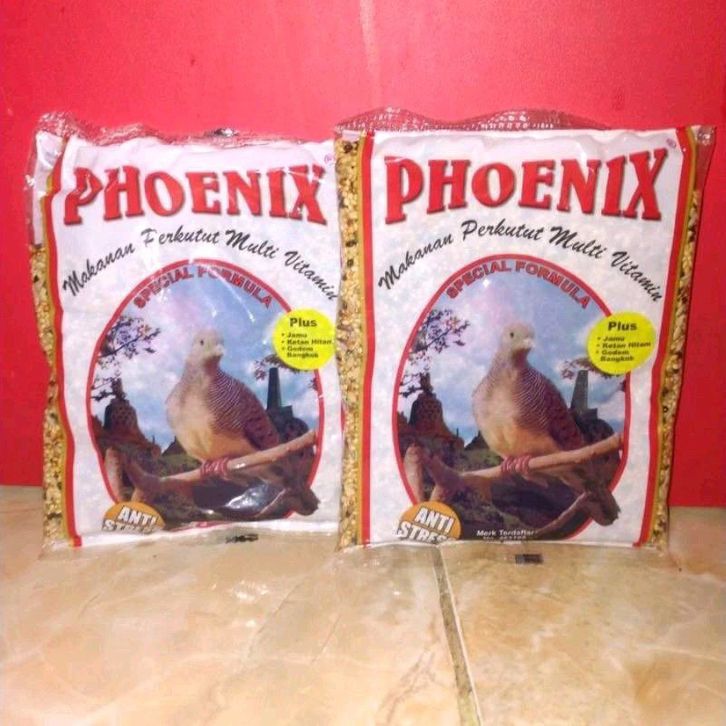 PHOENIX®
Makanan Perkutut Multi Vitamin
SPECIAL FORMULA
Plus
• Jamu
• Ketan Hitam
• Godem
Bangkok
ANTI
PHOENIX®
Makanan Perkutut Multi Vitamin
SPECIAL FORMULA
Plus
• Jamu
• Ketan Hitam
• Godem
Bangkok
ANTI
STRES
Merk Terdaftar